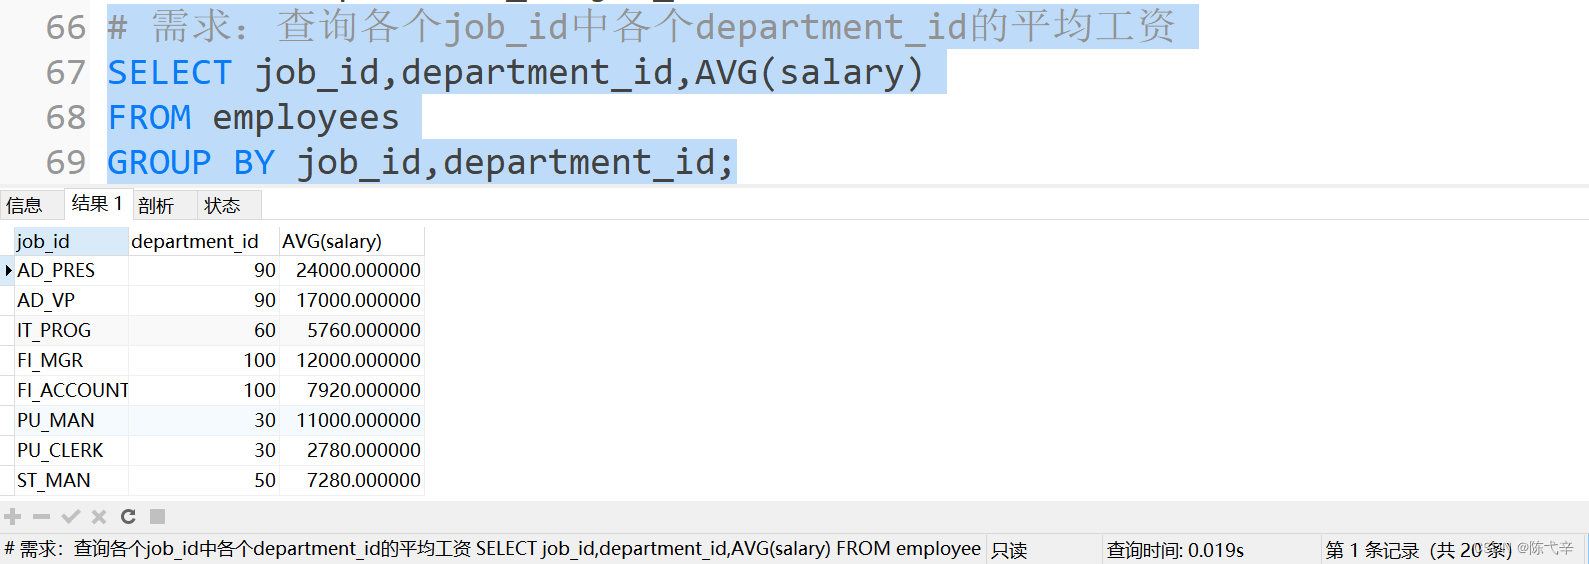 66 # 需求：查询各个job_id中各个department_id的平均工资
67 SELECT job_id,department_id,AVG(salary)
68 FROM employees
69 GROUP BY job_id,department_id;
信息 结果 1 剖析 状态
job_id department_id AVG(salary)
AD_PRES 90 24000.000000
AD_VP 90 17000.000000
IT_PROG 60 5760.000000
FI_MGR 100 12000.000000
FI_ACCOUNT 100 7920.000000
PU_MAN 30 11000.000000
PU_CLERK 30 2780.000000
ST_MAN 50 7280.000000
# 需求：查询各个job_id中各个department_id的平均工资 SELECT job_id,department_id,AVG(salary) FROM employee 只读 查询时间: 0.019s 第 1 条记录 (共 20 条)
CSDN @陈弋辛